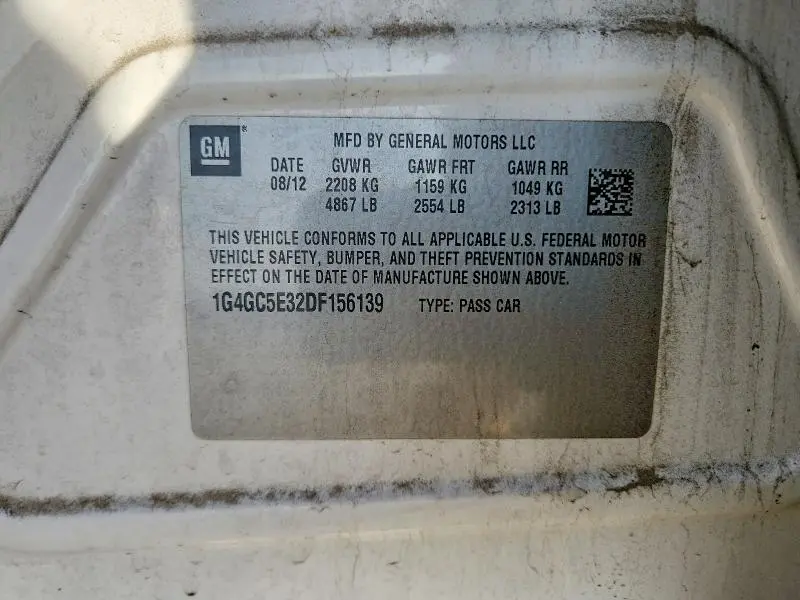 GM®
MFD BY GENERAL MOTORS LLC
DATE GVWR GAWR FRT GAWR RR
08/12 2208 KG 1159 KG 1049 KG
4867 LB 2554 LB 2313 LB
THIS VEHICLE CONFORMS TO ALL APPLICABLE U.S. FEDERAL MOTOR
VEHICLE SAFETY, BUMPER, AND THEFT PREVENTION STANDARDS IN
EFFECT ON THE DATE OF MANUFACTURE SHOWN ABOVE.
1G4GC5E32DF156139 TYPE: PASS CAR